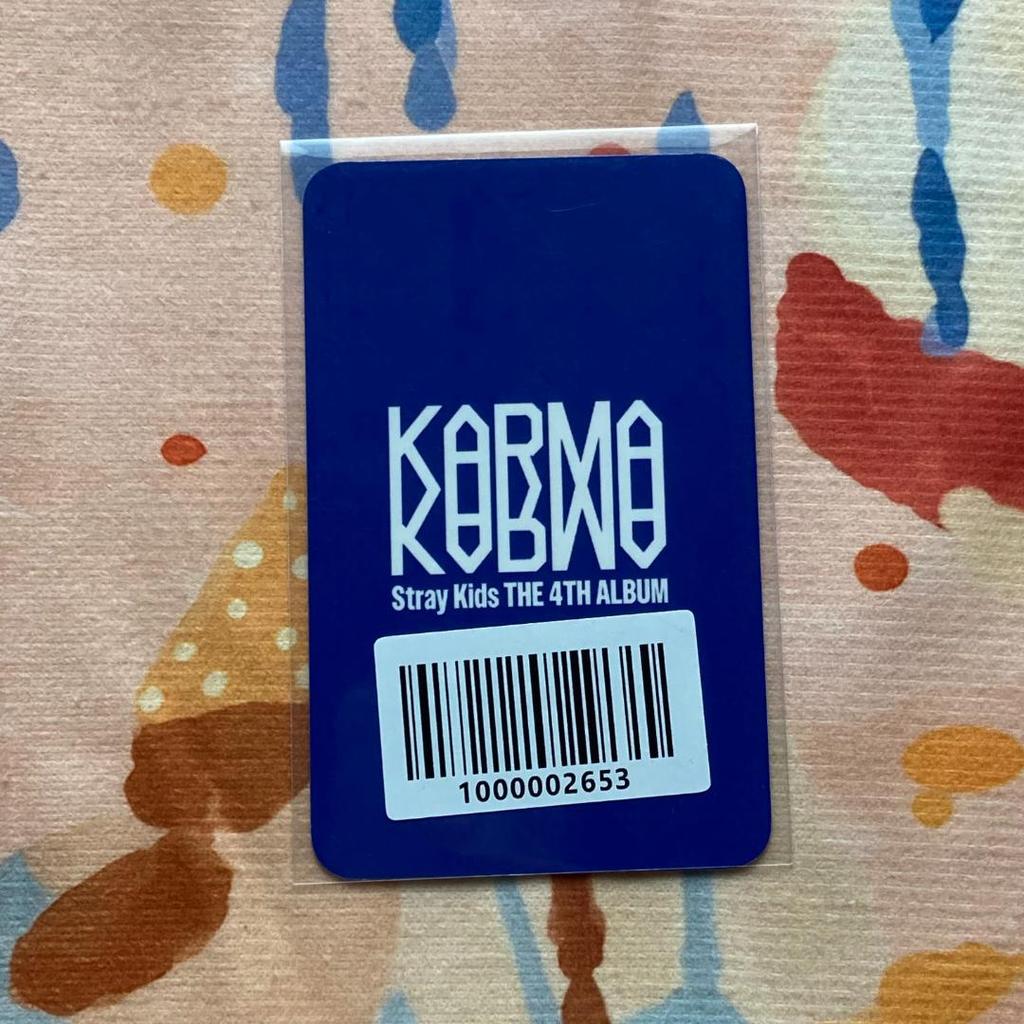 KARMA
Stray Kids THE 4TH ALBUM
1000002653